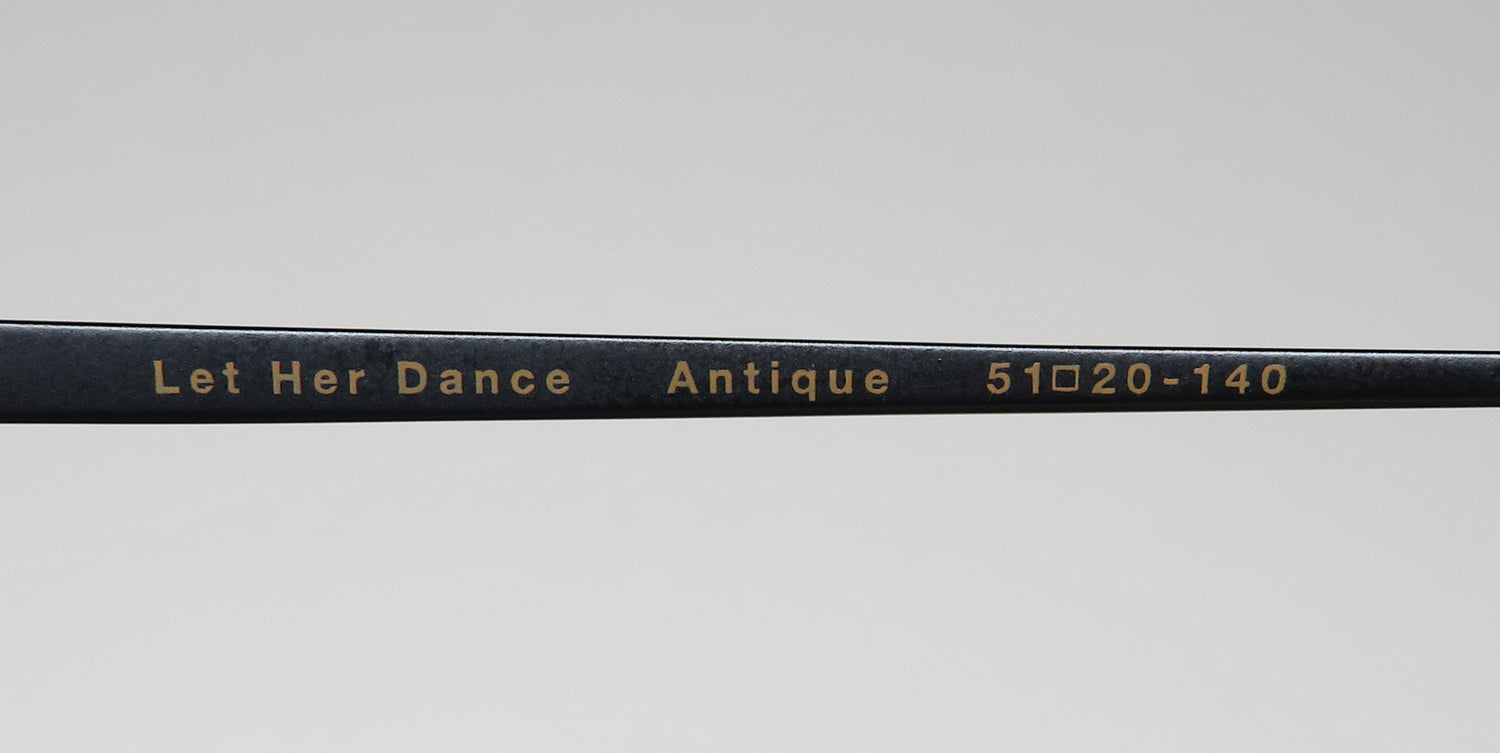 Let Her Dance Antique 51□20-140